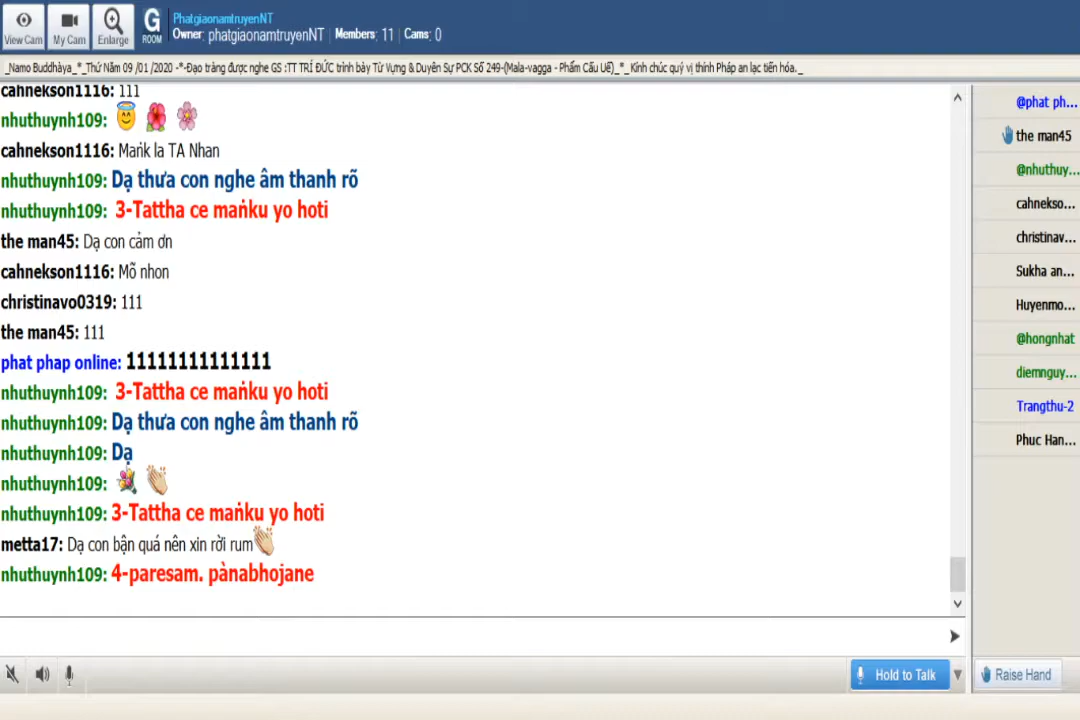 PhatgiaonamtruyenNT
Owner: phatgiaonamtruyenNT | Members: 11 | Cams: 0
View Cam
My Cam
Enlarge
G ROOM
_Namo Buddhàya_*_Thứ Năm 09 /01 /2020 -*-Đạo tràng được nghe GS :TT TRÍ ĐỨC trình bày Từ Vựng & Duyên Sự PCK Số 249-(Mala-vagga - Phẩm Cấu Uế)_*_ Kính chúc quý vị thính Pháp an lạc tiến hóa._
cahnekson1116: 111
nhuthuynh109:
cahnekson1116: Maṅk la TA Nhan
nhuthuynh109: Dạ thưa con nghe âm thanh rõ
nhuthuynh109: 3-Tattha ce maṅku yo hoti
the man45: Dạ con cảm ơn
cahnekson1116: Mỗ nhon
christinavo0319: 111
the man45: 111
phat phap online: 11111111111111
nhuthuynh109: 3-Tattha ce maṅku yo hoti
nhuthuynh109: Dạ thưa con nghe âm thanh rõ
nhuthuynh109: Dạ
nhuthuynh109:
nhuthuynh109: 3-Tattha ce maṅku yo hoti
metta17: Dạ con bận quá nên xin rời rum
nhuthuynh109: 4-paresam. pànabhojane
@phat ph...
the man45
@nhuthuy...
cahnekso...
christinav...
Sukha an...
Huyenmo...
@hongnhat
diemnguy...
Trangthu-2
Phuc Han...
Hold to Talk
Raise Hand